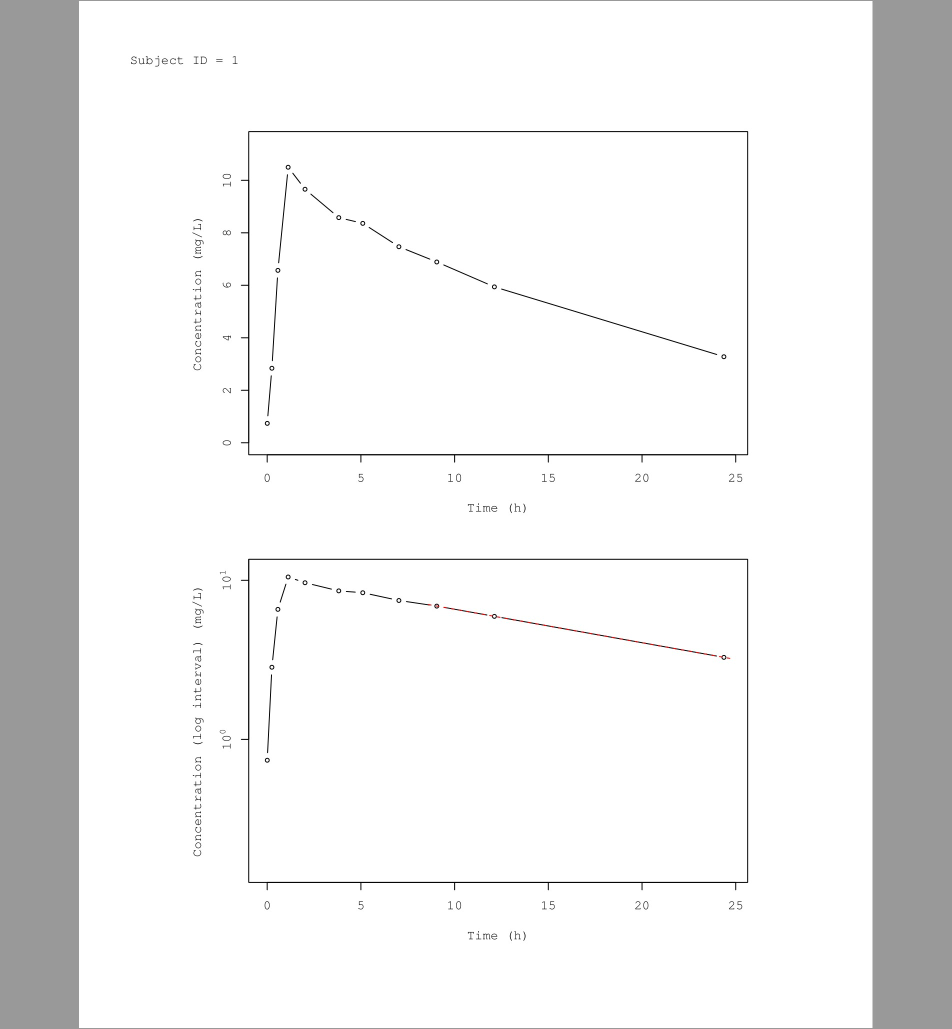 Subject ID = 1
Concentration (mg/L)
10
8
6
4
2
0
0 5 10 15 20 25
Time (h)
Concentration (log interval) (mg/L)
10¹
10⁰
0 5 10 15 20 25
Time (h)